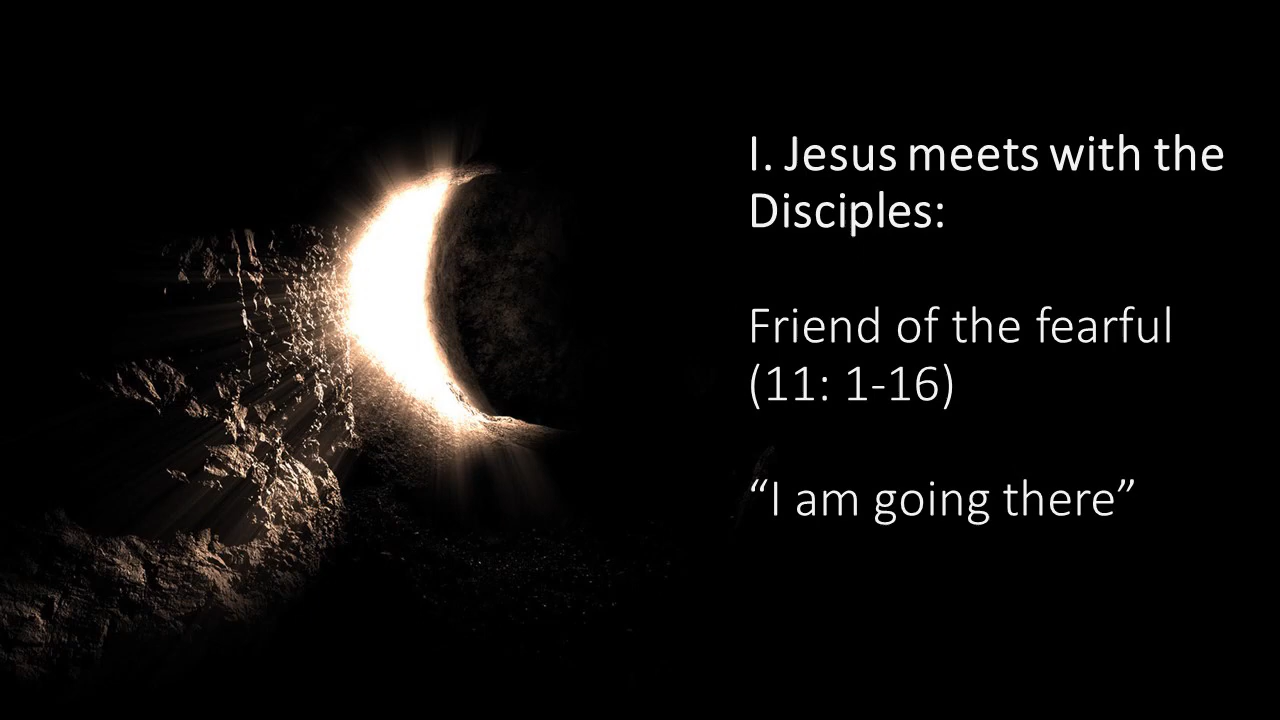 I. Jesus meets with the
Disciples:
Friend of the fearful
(11: 1-16)
“I am going there”